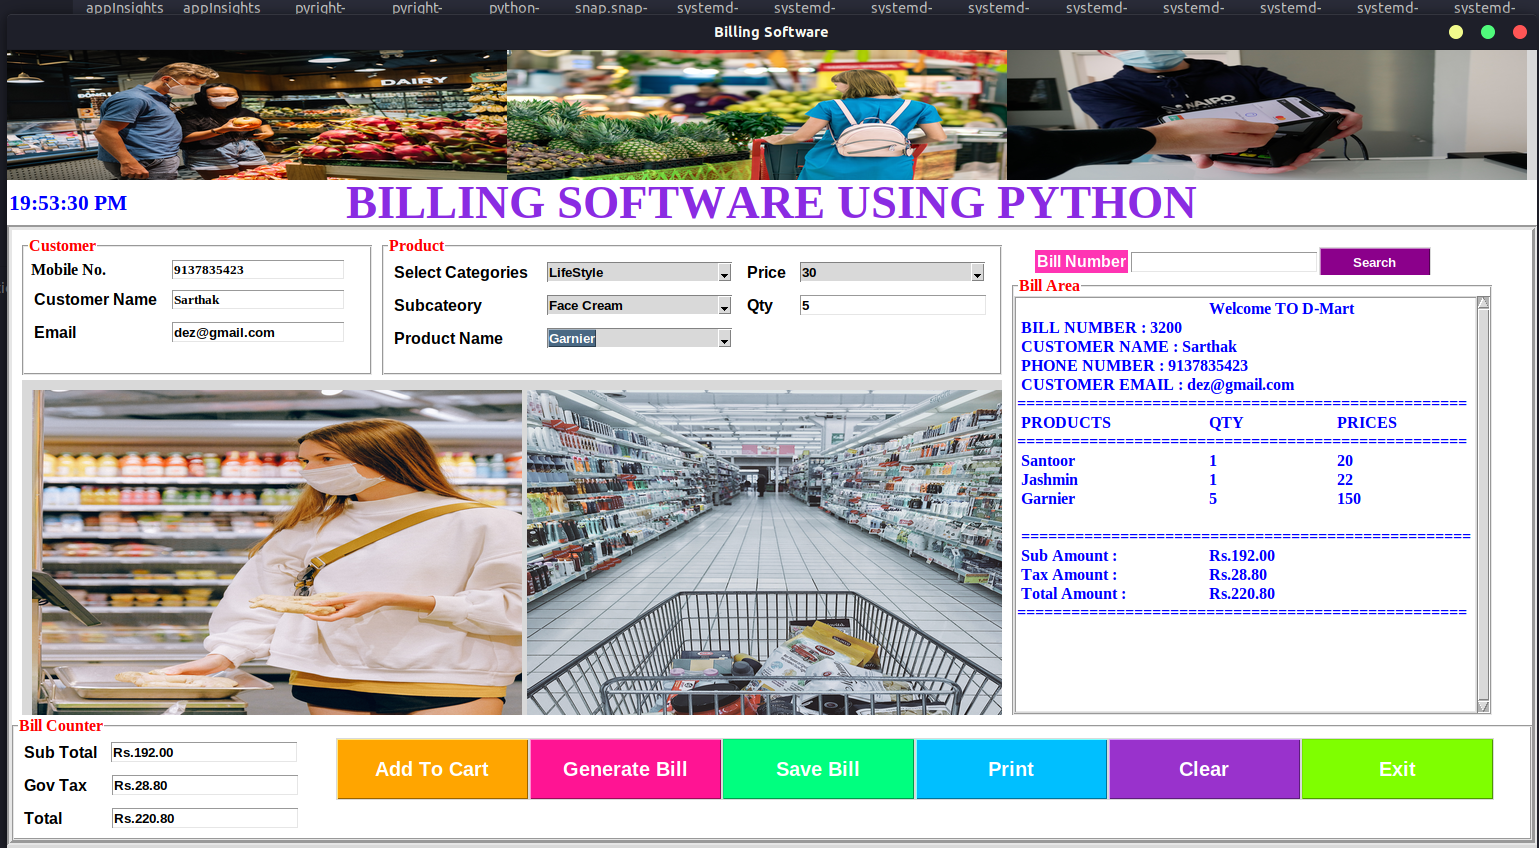 appInsights appInsights pyright- pyright- python- snap.snap- systemd- systemd- systemd- systemd- systemd- systemd- systemd- systemd- systemd-
Billing Software
DAIRY
NAIPO
19:53:30 PM
BILLING SOFTWARE USING PYTHON
Customer
Mobile No. 9137835423
Customer Name Sarthak
Email dez@gmail.com
Product
Select Categories LifeStyle Price 30
Subcateory Face Cream Qty 5
Product Name Garnier
Bill Number Search
Bill Area
Welcome TO D-Mart
BILL NUMBER : 3200
CUSTOMER NAME : Sarthak
PHONE NUMBER : 9137835423
CUSTOMER EMAIL : dez@gmail.com
==================================================
PRODUCTS QTY PRICES
==================================================
Santoor 1 20
Jashmin 1 22
Garnier 5 150
==================================================
Sub Amount : Rs.192.00
Tax Amount : Rs.28.80
Total Amount : Rs.220.80
==================================================
Bill Counter
Sub Total Rs.192.00
Gov Tax Rs.28.80
Total Rs.220.80
Add To Cart Generate Bill Save Bill Print Clear Exit